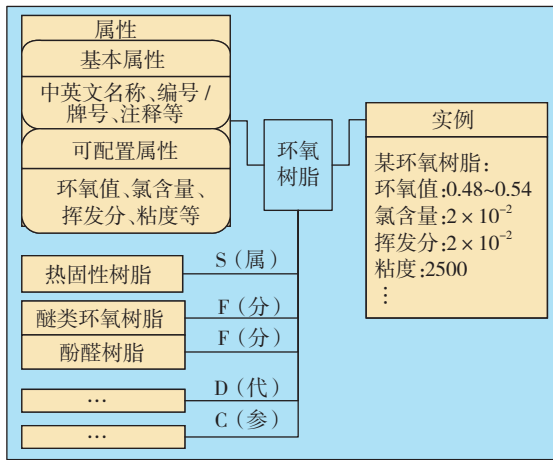 属性
基本属性
中英文名称、编号/
牌号、注释等
可配置属性
环氧值、氯含量、
挥发分、粘度等
环氧
树脂
实例
某环氧树脂:
环氧值:0.48~0.54
氯含量:2×10⁻²
挥发分:2×10⁻²
粘度:2500
⋮
热固性树脂
S(属)
醚类环氧树脂
F(分)
酚醛树脂
F(分)
…
D(代)
…
C(参)